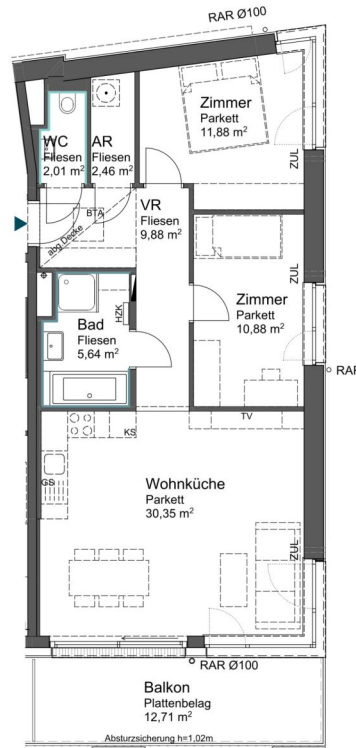 RAR Ø100
Zimmer
Parkett
11,88 m²
ZUL
WC
Fliesen
2,01 m²
AR
Fliesen
2,46 m²
VR
Fliesen
9,88 m²
BTA
abg Decke
ZUL
Zimmer
Parkett
10,88 m²
Bad
Fliesen
5,64 m²
HZK
RAR
TV
KS
GS
Wohnküche
Parkett
30,35 m²
ZUL
RAR Ø100
Balkon
Plattenbelag
12,71 m²
Absturzsicherung h=1,02m